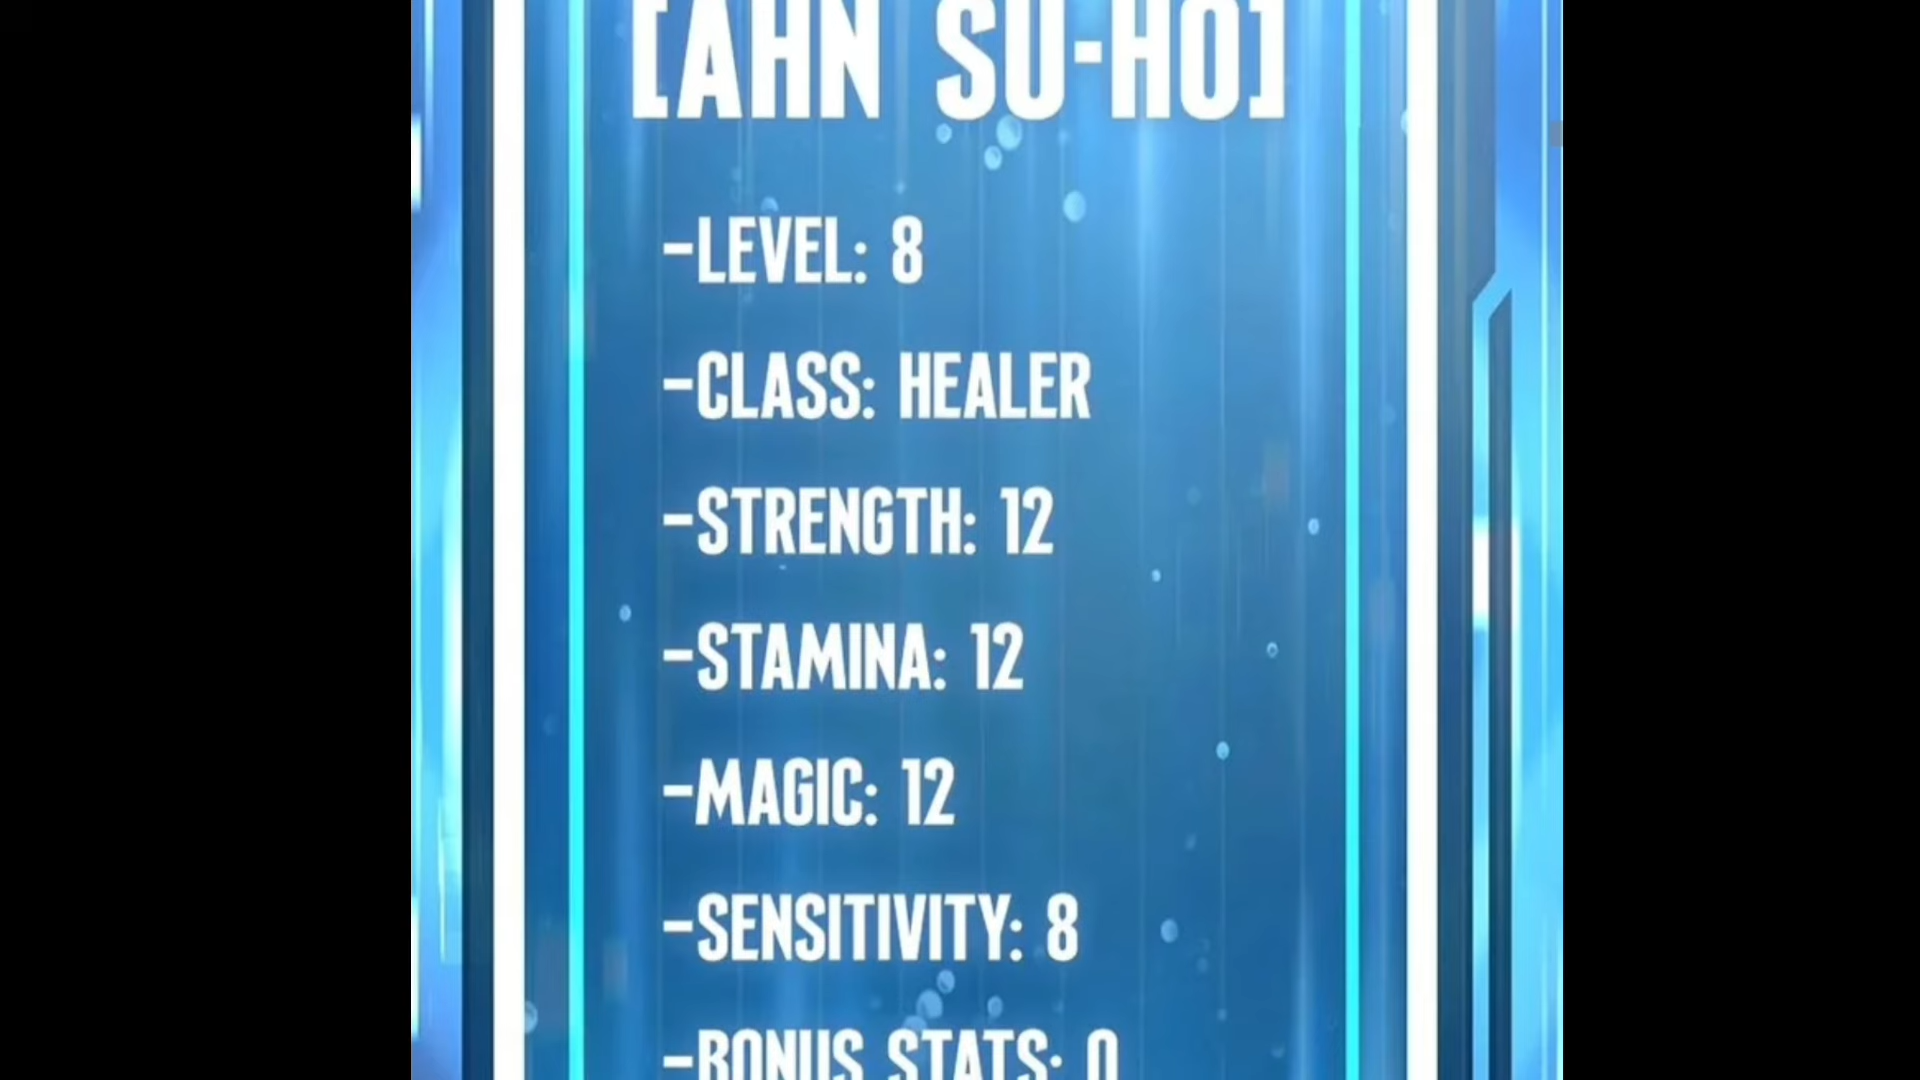 [AHN SU-HO]
-LEVEL: 8
-CLASS: HEALER
-STRENGTH: 12
-STAMINA: 12
-MAGIC: 12
-SENSITIVITY: 8
-BONUS STATS: 0